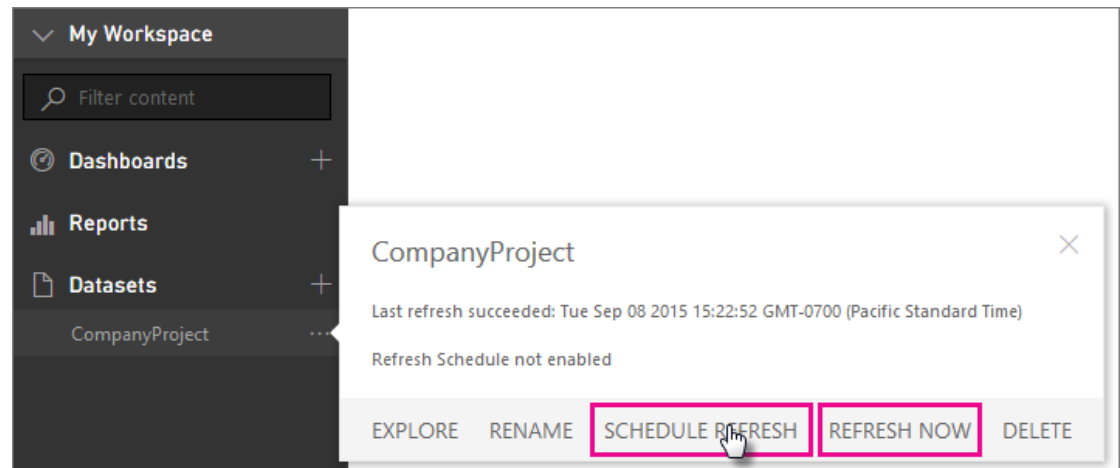 My Workspace
Filter content
Dashboards
Reports
Datasets
CompanyProject
CompanyProject
Last refresh succeeded: Tue Sep 08 2015 15:22:52 GMT-0700 (Pacific Standard Time)
Refresh Schedule not enabled
EXPLORE RENAME SCHEDULE REFRESH REFRESH NOW DELETE